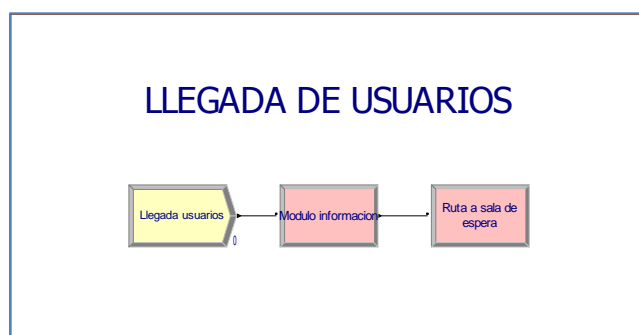 LLEGADA DE USUARIOS
Llegada usuarios
Modulo informacion
Ruta a sala de
espera
0